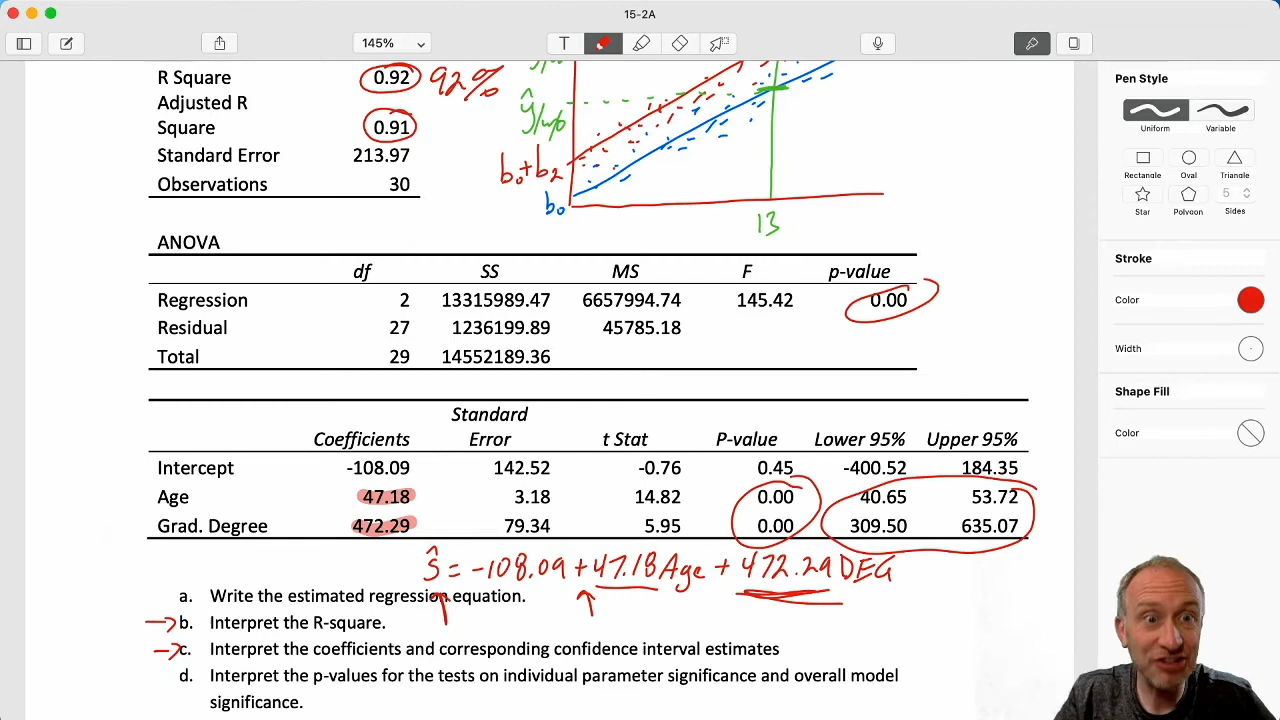 15-2A
145%
T
R Square 0.92 92%
Adjusted R
Square 0.91
Standard Error 213.97
Observations 30
ŷ/w/o
b₀+b₂
b₀
13
ANOVA
df SS MS F p-value
Regression 2 13315989.47 6657994.74 145.42 0.00
Residual 27 1236199.89 45785.18
Total 29 14552189.36
Standard
Coefficients Error t Stat P-value Lower 95% Upper 95%
Intercept -108.09 142.52 -0.76 0.45 -400.52 184.35
Age 47.18 3.18 14.82 0.00 40.65 53.72
Grad. Degree 472.29 79.34 5.95 0.00 309.50 635.07
ŝ = -108.09 + 47.18 Age + 472.29 DEG
a. Write the estimated regression equation.
b. Interpret the R-square.
c. Interpret the coefficients and corresponding confidence interval estimates
d. Interpret the p-values for the tests on individual parameter significance and overall model
significance.
Pen Style
Uniform Variable
Rectangle Oval Triangle
5
Star Polygon Sides
Stroke
Color
Width
Shape Fill
Color